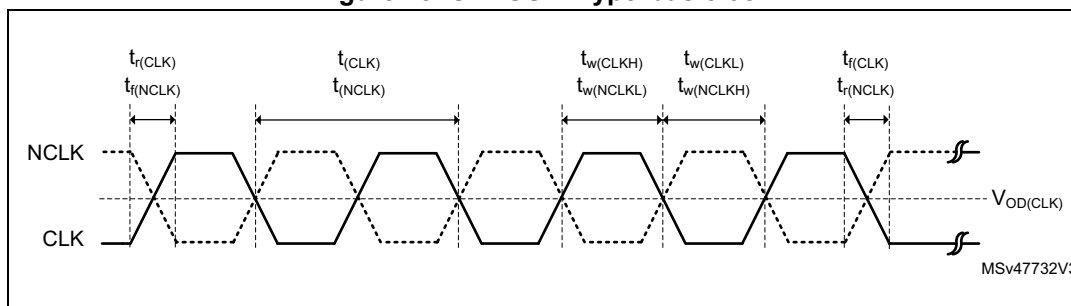 t_r(CLK) t_(CLK) t_w(CLKH) t_w(CLKL) t_f(CLK)
t_f(NCLK) t_(NCLK) t_w(NCLKL) t_w(NCLKH) t_r(NCLK)
NCLK
V_OD(CLK)
CLK
MSv47732V3